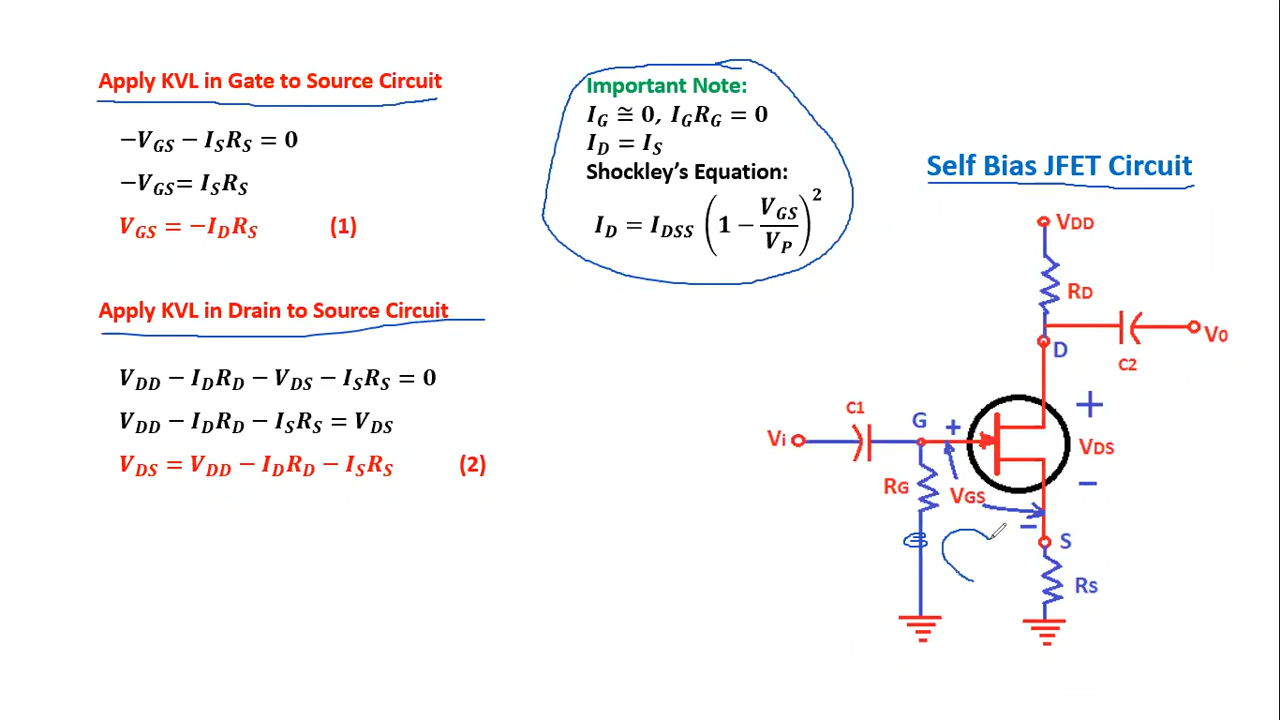 Apply KVL in Gate to Source Circuit
−V_GS − I_S R_S = 0
−V_GS = I_S R_S
V_GS = −I_D R_S (1)
Apply KVL in Drain to Source Circuit
V_DD − I_D R_D − V_DS − I_S R_S = 0
V_DD − I_D R_D − I_S R_S = V_DS
V_DS = V_DD − I_D R_D − I_S R_S (2)
Important Note:
I_G ≅ 0, I_G R_G = 0
I_D = I_S
Shockley's Equation:
I_D = I_DSS (1 − V_GS / V_P)^2
Self Bias JFET Circuit
VDD
RD
D
C2
V0
C1
Vi
G
+
+
VDS
−
RG
VGS
−
S
RS